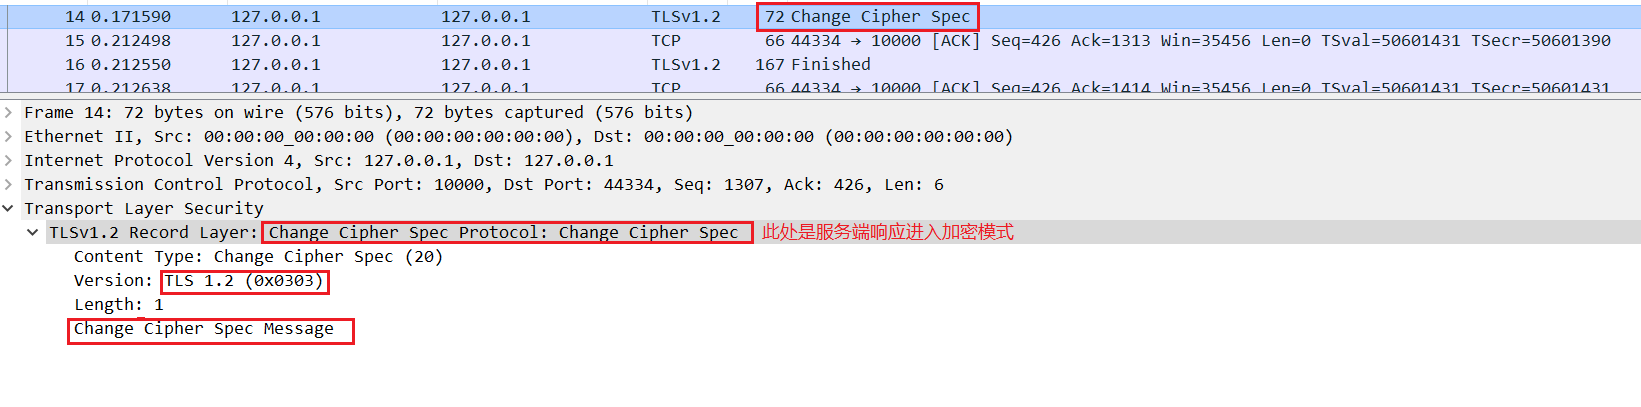 14 0.171590 127.0.0.1 127.0.0.1 TLSv1.2 72 Change Cipher Spec
15 0.212498 127.0.0.1 127.0.0.1 TCP 66 44334 → 10000 [ACK] Seq=426 Ack=1313 Win=35456 Len=0 TSval=50601431 TSecr=50601390
16 0.212550 127.0.0.1 127.0.0.1 TLSv1.2 167 Finished
17 0.212638 127.0.0.1 127.0.0.1 TCP 66 44334 → 10000 [ACK] Seq=426 Ack=1414 Win=35456 Len=0 TSval=50601431 TSecr=50601431
Frame 14: 72 bytes on wire (576 bits), 72 bytes captured (576 bits)
Ethernet II, Src: 00:00:00_00:00:00 (00:00:00:00:00:00), Dst: 00:00:00_00:00:00 (00:00:00:00:00:00)
Internet Protocol Version 4, Src: 127.0.0.1, Dst: 127.0.0.1
Transmission Control Protocol, Src Port: 10000, Dst Port: 44334, Seq: 1307, Ack: 426, Len: 6
Transport Layer Security
TLSv1.2 Record Layer: Change Cipher Spec Protocol: Change Cipher Spec 此处是服务端响应进入加密模式
Content Type: Change Cipher Spec (20)
Version: TLS 1.2 (0x0303)
Length: 1
Change Cipher Spec Message